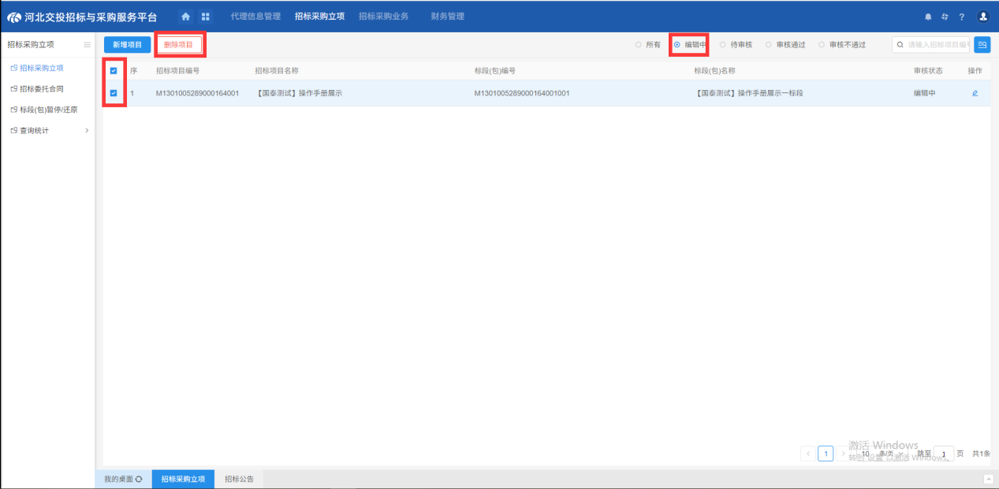 河北交投招标与采购服务平台 代理信息管理 招标采购立项 招标采购业务 财务管理 ?
招标采购立项 新增项目 删除项目 所有 编辑中 待审核 审核通过 审核不通过 请输入招标项目编号
招标采购立项
招标委托合同
标段(包)暂停/还原
查询统计
序 招标项目编号 招标项目名称 标段(包)编号 标段(包)名称 审核状态 操作
1 M1301005289000164001 【国泰测试】操作手册展示 M1301005289000164001001 【国泰测试】操作手册展示一标段 编辑中
激活 Windows
转到"设置"以激活 Windows。
1 10 条/页 跳至 1 页 共1条
我的桌面 招标采购立项 招标公告